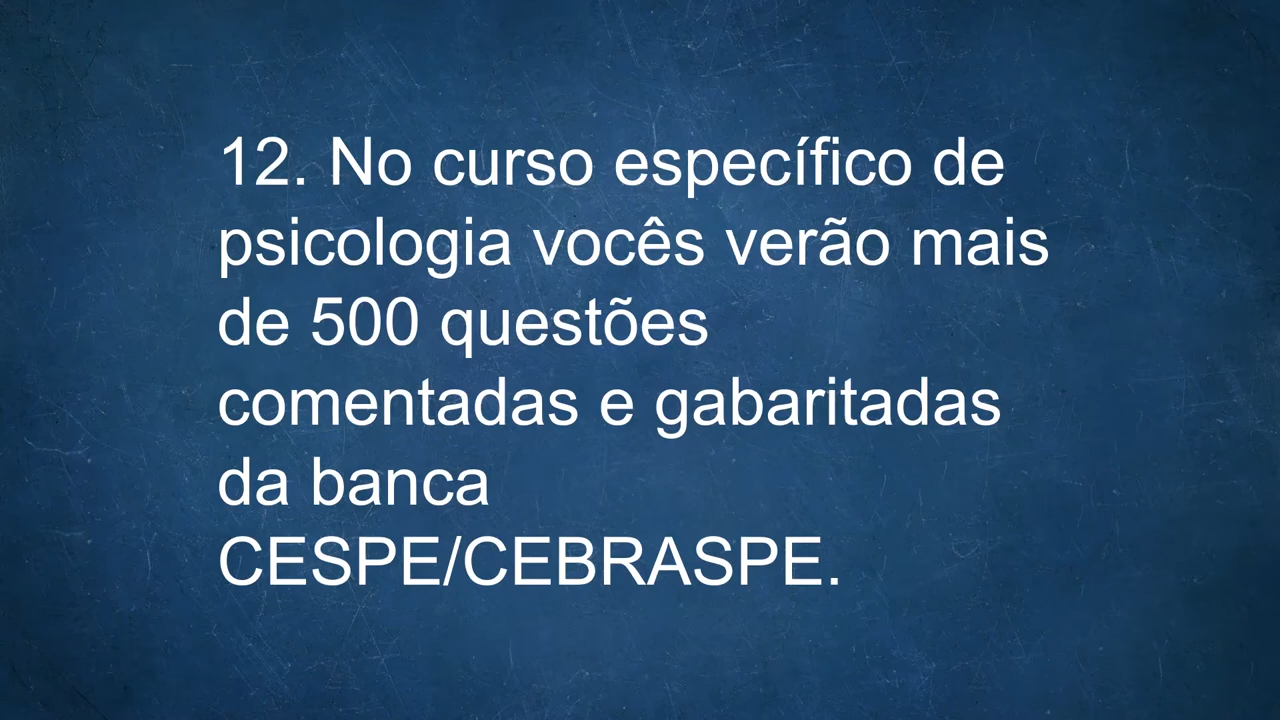 12. No curso específico de
psicologia vocês verão mais
de 500 questões
comentadas e gabaritadas
da banca
CESPE/CEBRASPE.